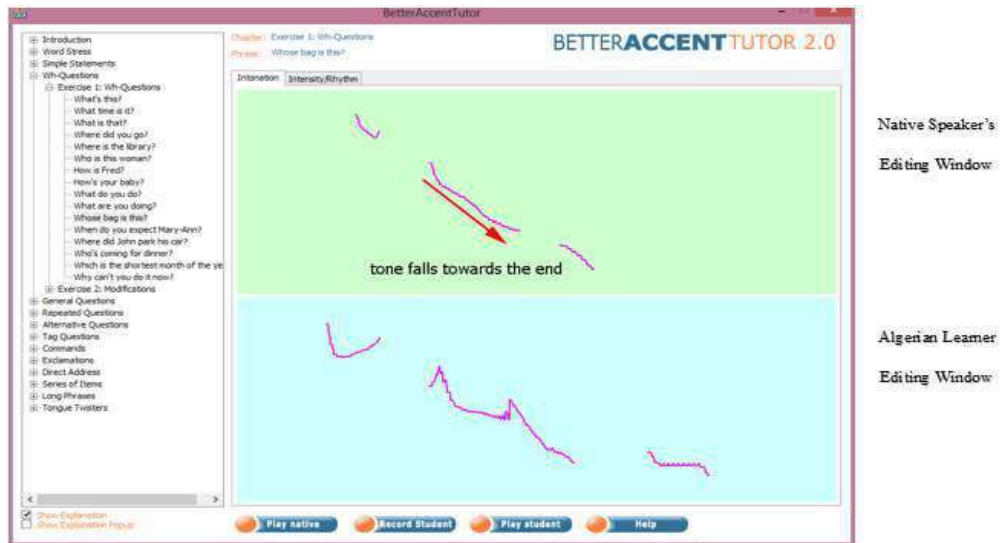 BetterAccentTutor
Introduction
Word Stress
Simple Statements
Wh-Questions
Exercise 1: Wh-Questions
What's this?
What time is it?
What is that?
Where did you go?
Where is the library?
Who is this woman?
How is Fred?
How's your baby?
What do you do?
What are you doing?
Whose bag is this?
When do you expect Mary-Ann?
Where did John park his car?
Who's coming for dinner?
Which is the shortest month of the ye
Why can't you do it now?
Exercise 2: Modifications
General Questions
Repeated Questions
Alternative Questions
Tag Questions
Commands
Exclamations
Direct Address
Series of Items
Long Phrases
Tongue Twisters
Show Explanation
Show Explanation Popup
Chapter: Exercise 1: Wh-Questions
Phrase: Whose bag is this?
BETTERACCENTTUTOR 2.0
Intonation Intensity/Rhythm
tone falls towards the end
Play native Record Student Play student Help
Native Speaker's
Editing Window
Algerian Learner
Editing Window